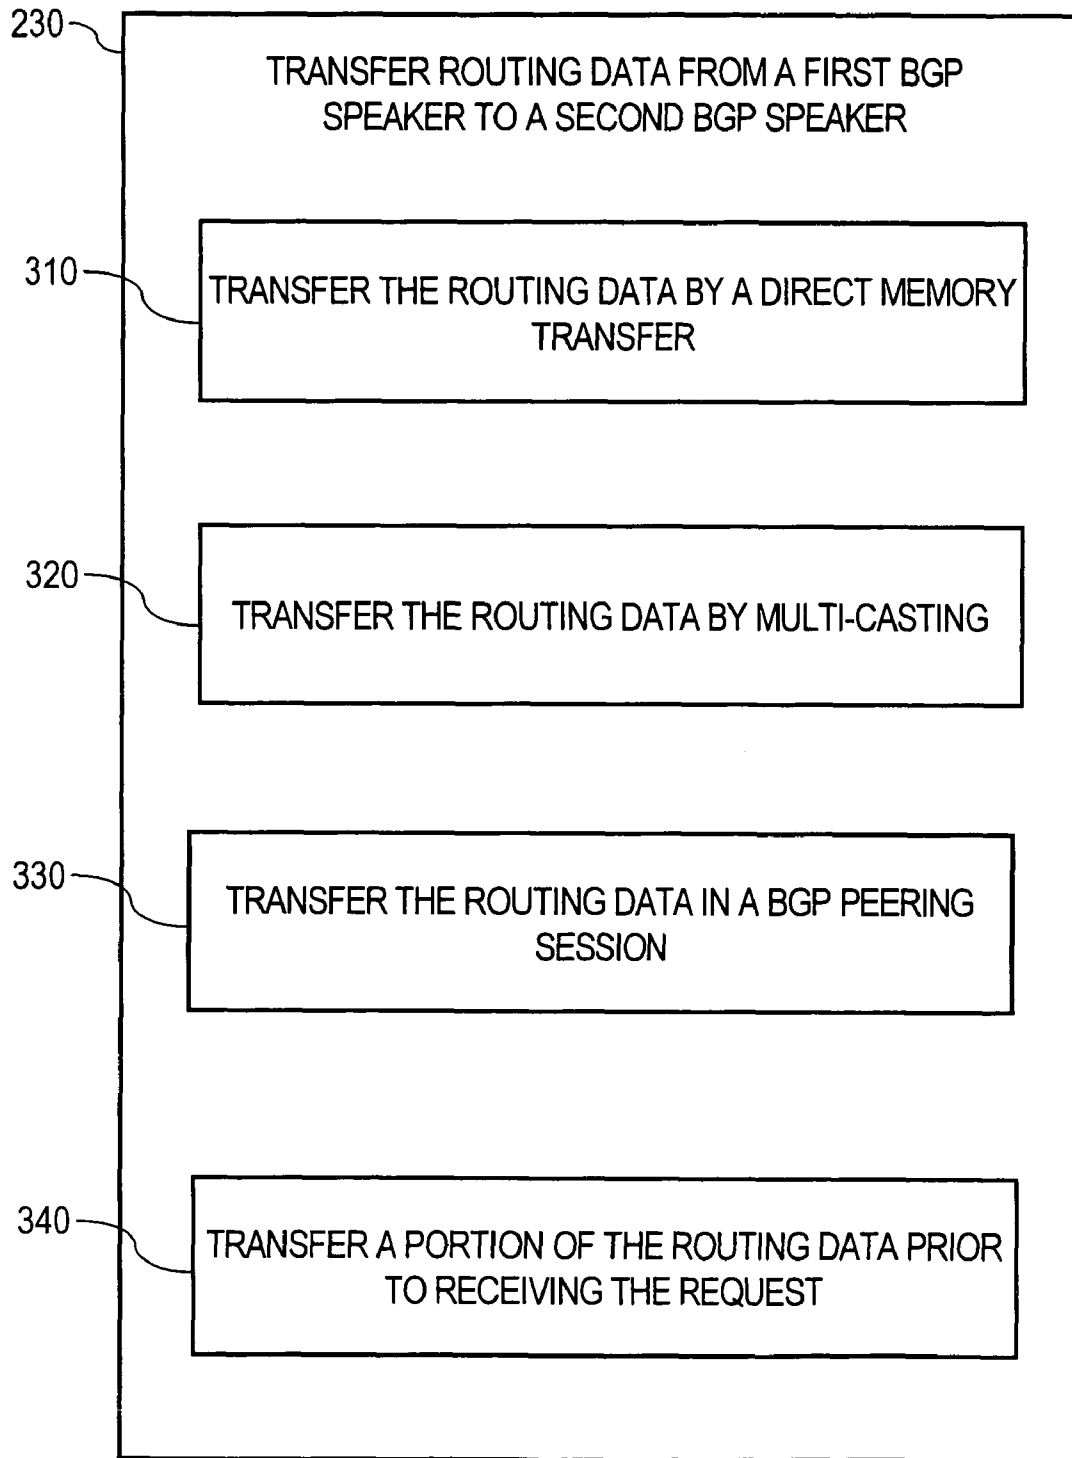 230
TRANSFER ROUTING DATA FROM A FIRST BGP
SPEAKER TO A SECOND BGP SPEAKER
310
TRANSFER THE ROUTING DATA BY A DIRECT MEMORY
TRANSFER
320
TRANSFER THE ROUTING DATA BY MULTI-CASTING
330
TRANSFER THE ROUTING DATA IN A BGP PEERING
SESSION
340
TRANSFER A PORTION OF THE ROUTING DATA PRIOR
TO RECEIVING THE REQUEST